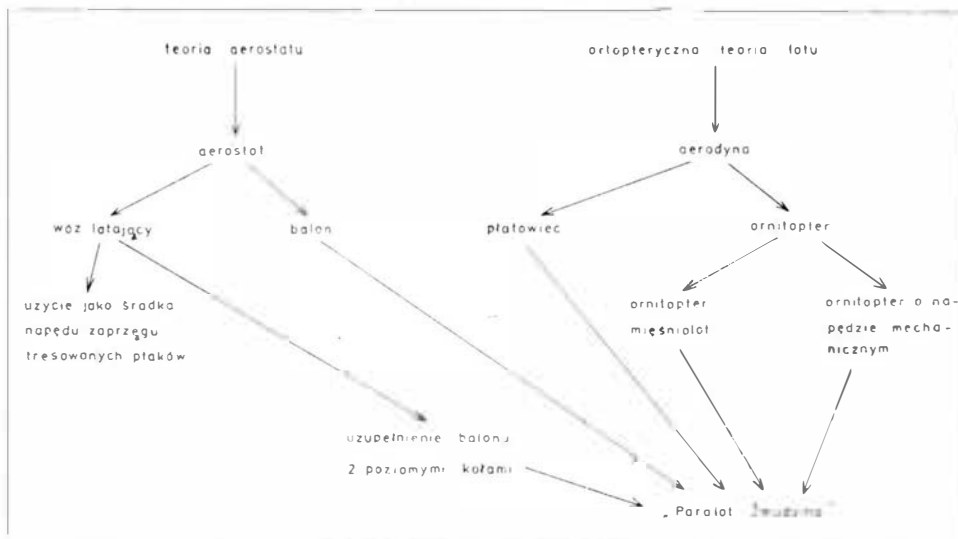 teoria aerostatu
ortopteryczna teoria lotu
aerostat
aerodyna
wóz latający
balon
płatowiec
ornitopter
użycie jako środka
napędu zaprzęgu
tresowanych ptaków
ornitopter
mięśniolot
ornitopter o na-
pędzie mecha-
nicznym
uzupełnienie balonu
2 poziomymi kołami
„Paralot